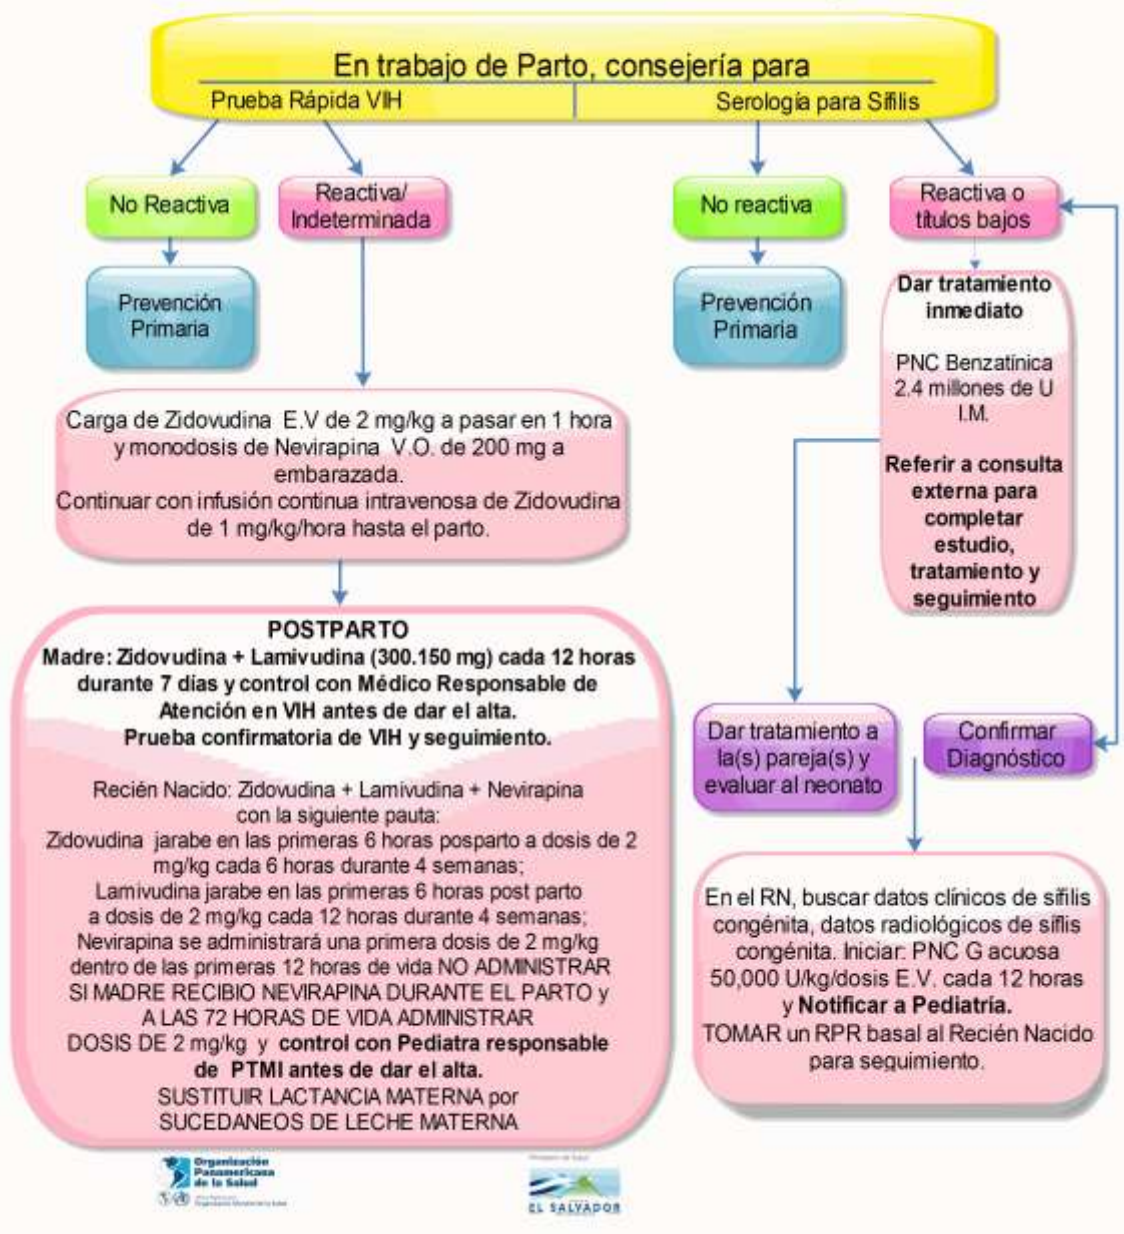 En trabajo de Parto, consejería para
Prueba Rápida VIH
Serología para Sífilis
No Reactiva
Reactiva/
Indeterminada
No reactiva
Reactiva o
títulos bajos
Prevención
Primaria
Prevención
Primaria
Dar tratamiento
inmediato
PNC Benzatínica
2.4 millones de U
I.M.
Referir a consulta
externa para
completar
estudio,
tratamiento y
seguimiento
Carga de Zidovudina E.V de 2 mg/kg a pasar en 1 hora
y monodosis de Nevirapina V.O. de 200 mg a
embarazada.
Continuar con infusión continua intravenosa de Zidovudina
de 1 mg/kg/hora hasta el parto.
POSTPARTO
Madre: Zidovudina + Lamivudina (300.150 mg) cada 12 horas
durante 7 días y control con Médico Responsable de
Atención en VIH antes de dar el alta.
Prueba confirmatoria de VIH y seguimiento.
Recién Nacido: Zidovudina + Lamivudina + Nevirapina
con la siguiente pauta:
Zidovudina jarabe en las primeras 6 horas posparto a dosis de 2
mg/kg cada 6 horas durante 4 semanas;
Lamivudina jarabe en las primeras 6 horas post parto
a dosis de 2 mg/kg cada 12 horas durante 4 semanas;
Nevirapina se administrará una primera dosis de 2 mg/kg
dentro de las primeras 12 horas de vida NO ADMINISTRAR
SI MADRE RECIBIO NEVIRAPINA DURANTE EL PARTO y
A LAS 72 HORAS DE VIDA ADMINISTRAR
DOSIS DE 2 mg/kg y control con Pediatra responsable
de PTMI antes de dar el alta.
SUSTITUIR LACTANCIA MATERNA por
SUCEDANEOS DE LECHE MATERNA
Dar tratamiento a
la(s) pareja(s) y
evaluar al neonato
Confirmar
Diagnóstico
En el RN, buscar datos clínicos de sífilis
congénita, datos radiológicos de síflis
congénita. Iniciar: PNC G acuosa
50,000 U/kg/dosis E.V. cada 12 horas
y Notificar a Pediatría.
TOMAR un RPR basal al Recién Nacido
para seguimiento.
Organización
Panamericana
de la Salud
EL SALVADOR